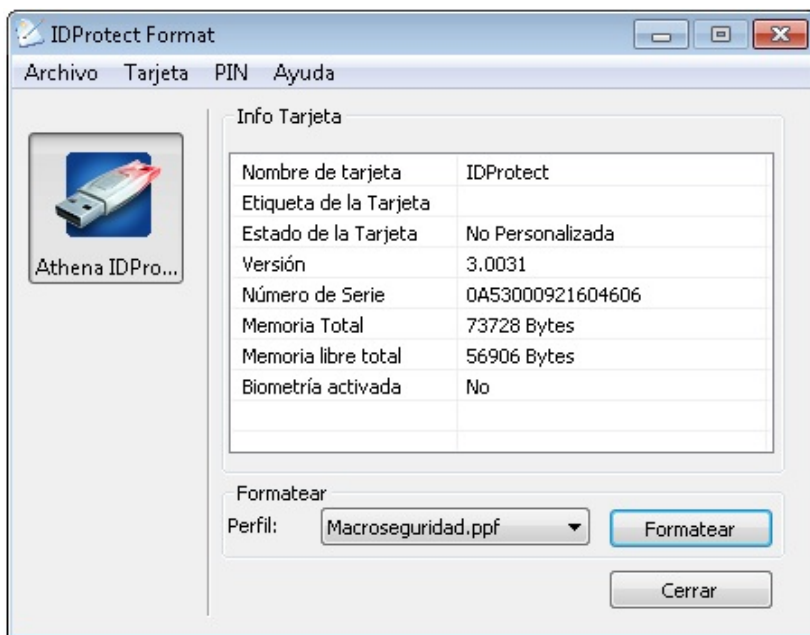 IDProtect Format
Archivo Tarjeta PIN Ayuda
Athena IDPro...
Info Tarjeta
Nombre de tarjeta IDProtect
Etiqueta de la Tarjeta
Estado de la Tarjeta No Personalizada
Versión 3.0031
Número de Serie 0A53000921604606
Memoria Total 73728 Bytes
Memoria libre total 56906 Bytes
Biometría activada No
Formatear
Perfil: Macroseguridad.ppf Formatear
Cerrar